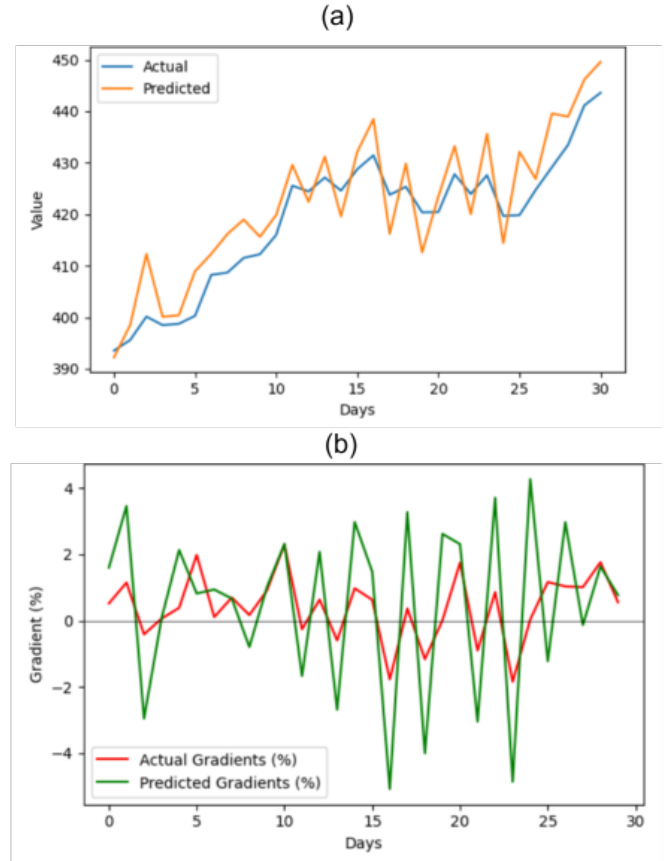 (a)
Actual
Predicted
450
440
430
420
410
400
390
Value
0 5 10 15 20 25 30
Days
(b)
4
2
0
−2
−4
Gradient (%)
Actual Gradients (%)
Predicted Gradients (%)
0 5 10 15 20 25 30
Days